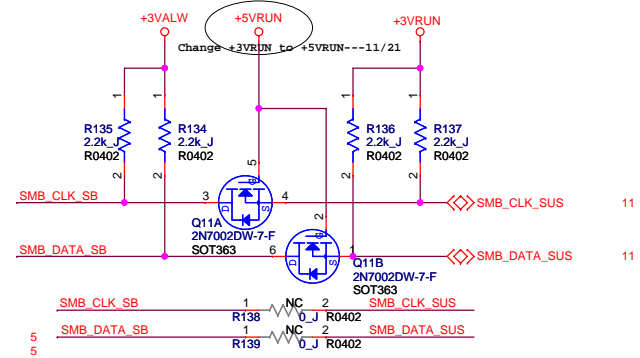 +3VALW
+5VRUN
+3VRUN
Change +3VRUN to +5VRUN---11/21
1
1
1
1
R135
2.2k_J
R0402
R134
2.2k_J
R0402
R136
2.2k_J
R0402
R137
2.2k_J
R0402
2
2
5
2
2
G
SMB_CLK_SB
3
D
S
4
SMB_CLK_SUS
11
Q11A
2N7002DW-7-F
SOT363
2
G
SMB_DATA_SB
6
D
S
1
SMB_DATA_SUS
11
Q11B
2N7002DW-7-F
SOT363
SMB_CLK_SB
1
NC
2
SMB_CLK_SUS
R138
0_J
R0402
SMB_DATA_SB
1
NC
2
SMB_DATA_SUS
R139
0_J
R0402
5
5